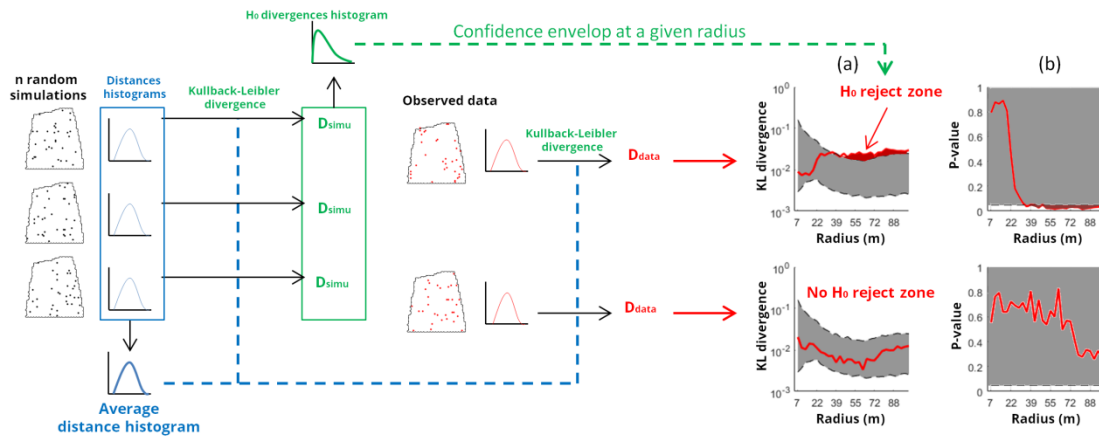 H₀ divergences histogram
Confidence envelop at a given radius
n random
simulations
Distances
histograms
Kullback-Leibler
divergence
Dsimu
Dsimu
Dsimu
Average
distance histogram
Observed data
Kullback-Leibler
divergence
Ddata
Ddata
(a)
H₀ reject zone
KL divergence
10⁰
10⁻¹
10⁻²
10⁻³
7 22 39 55 72 88
Radius (m)
(b)
P-value
1
0.8
0.6
0.4
0.2
0
7 22 39 55 72 88
Radius (m)
No H₀ reject zone
KL divergence
10⁰
10⁻¹
10⁻²
10⁻³
7 22 39 55 72 88
Radius (m)
P-value
1
0.8
0.6
0.4
0.2
0
7 22 39 55 72 88
Radius (m)